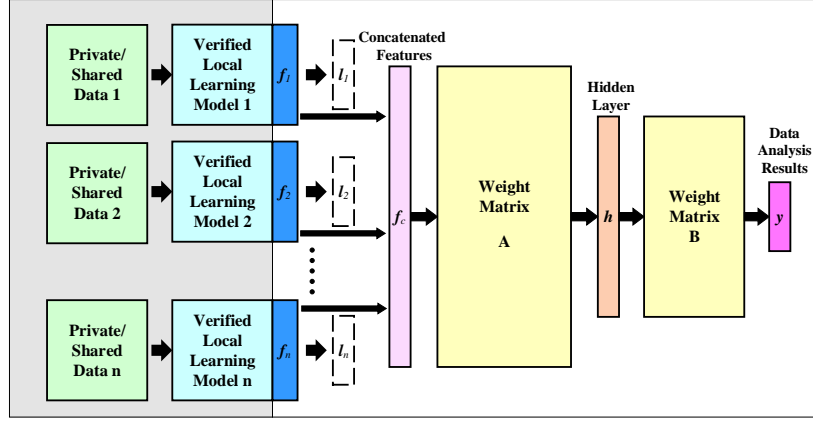 Private/
Shared
Data 1
Verified
Local
Learning
Model 1
f1
l1
Private/
Shared
Data 2
Verified
Local
Learning
Model 2
f2
l2
Private/
Shared
Data n
Verified
Local
Learning
Model n
fn
ln
Concatenated
Features
fc
Weight
Matrix
A
Hidden
Layer
h
Weight
Matrix
B
Data
Analysis
Results
y